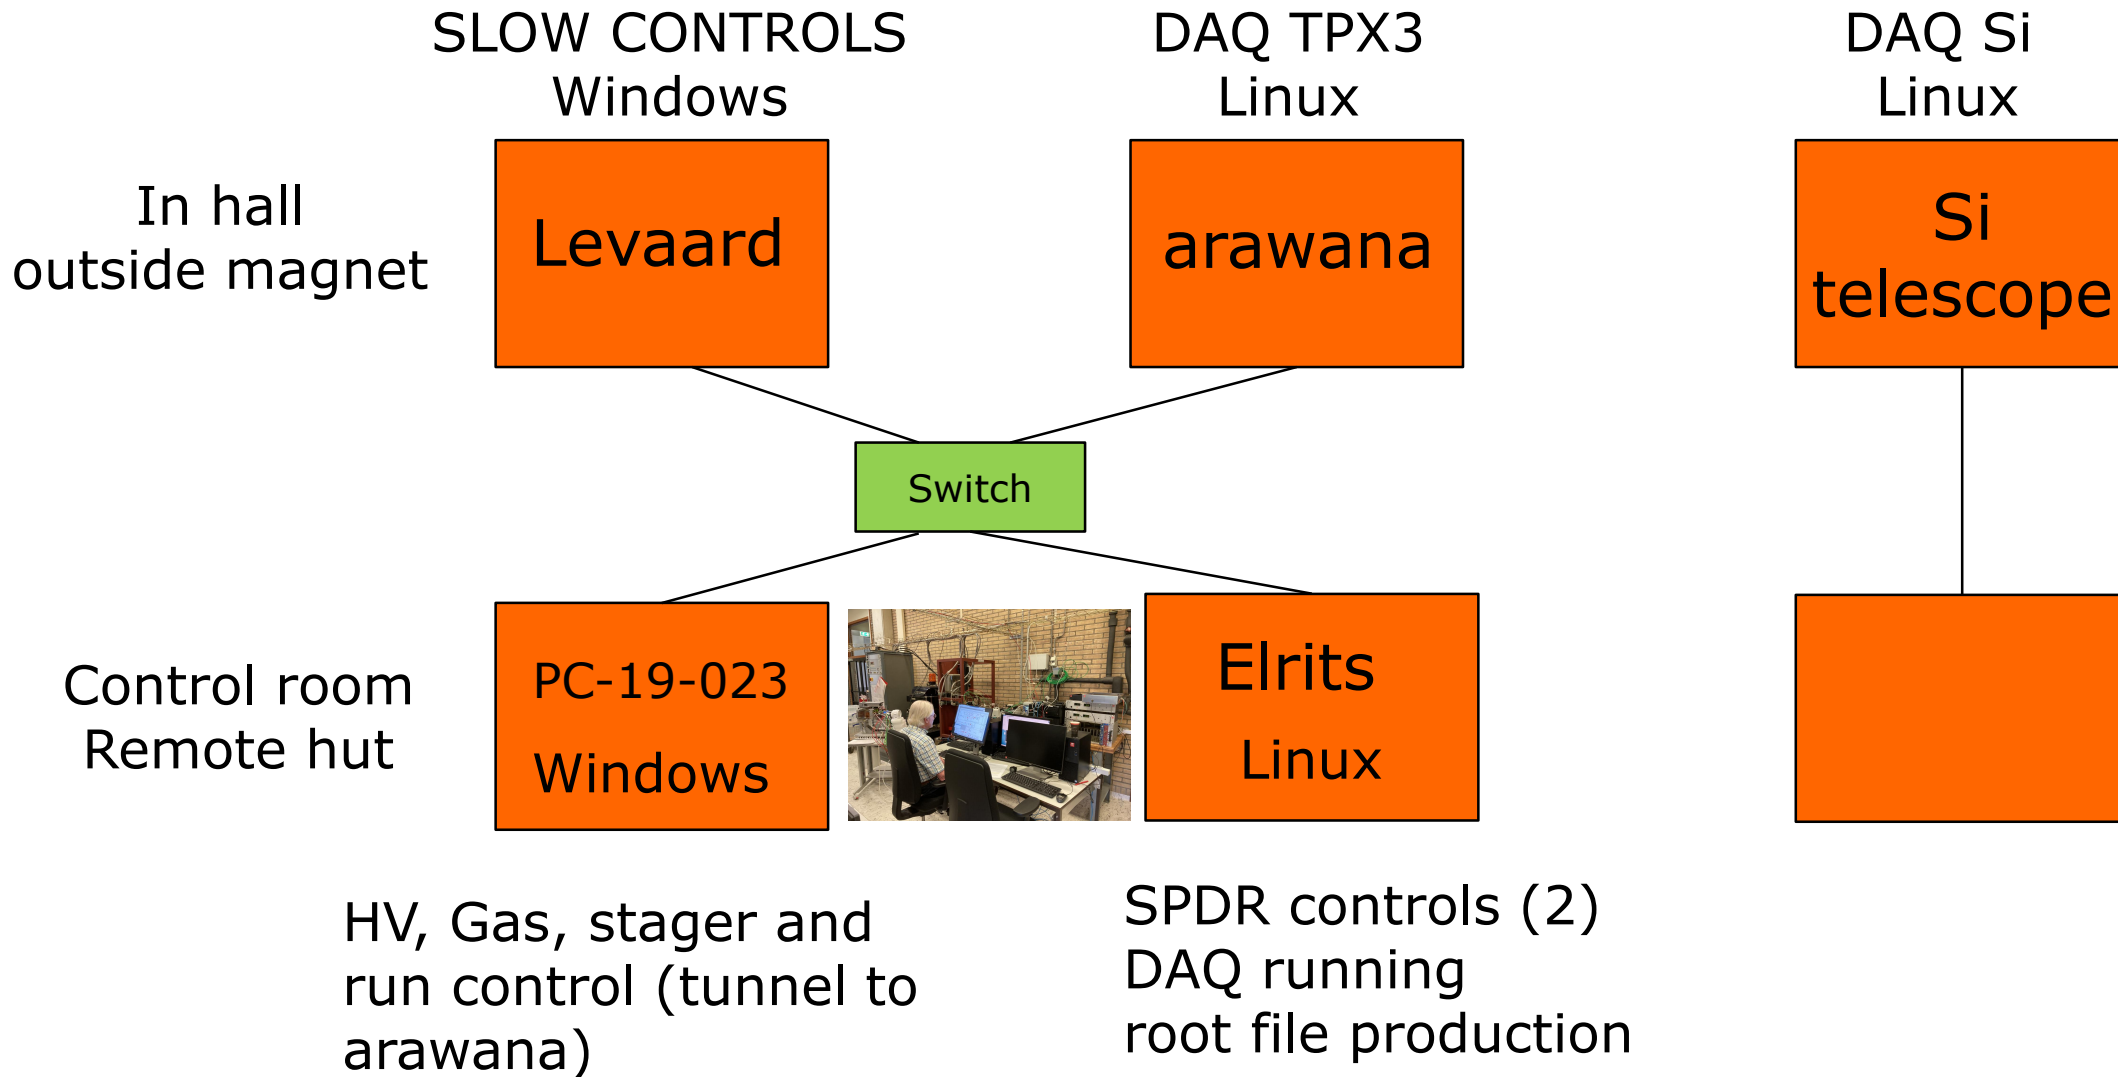 SLOW CONTROLS
Windows
DAQ TPX3
Linux
DAQ Si
Linux
In hall
outside magnet
Levaard
arawana
Si
telescope
Switch
Control room
Remote hut
PC-19-023
Windows
Elrits
Linux
HV, Gas, stager and
run control (tunnel to
arawana)
SPDR controls (2)
DAQ running
root file production